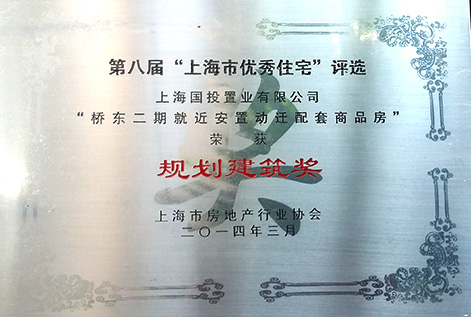 第八届“上海市优秀住宅”评选
上海国投置业有限公司
“桥东二期就近安置动迁配套商品房”
荣获
规划建筑奖
上海市房地产行业协会
二〇一四年三月
奖